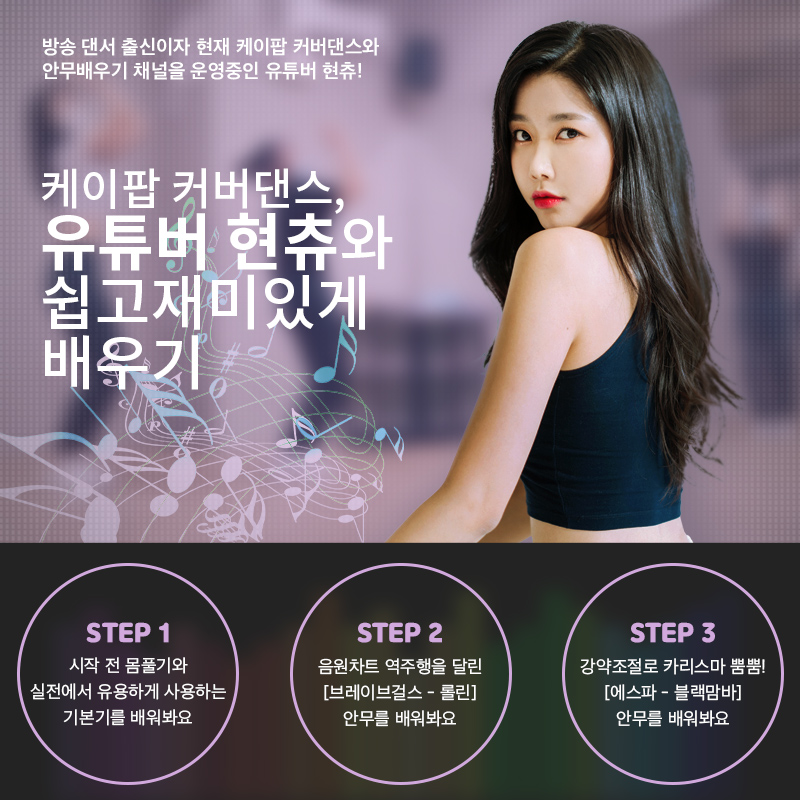 방송 댄서 출신이자 현재 케이팝 커버댄스와
안무배우기 채널을 운영중인 유튜버 현츄!
케이팝 커버댄스,
유튜버 현츄와
쉽고재미있게
배우기
STEP 1
시작 전 몸풀기와
실전에서 유용하게 사용하는
기본기를 배워봐요
STEP 2
음원차트 역주행을 달린
[브레이브걸스 - 롤린]
안무를 배워봐요
STEP 3
강약조절로 카리스마 뿜뿜!
[에스파 - 블랙맘바]
안무를 배워봐요